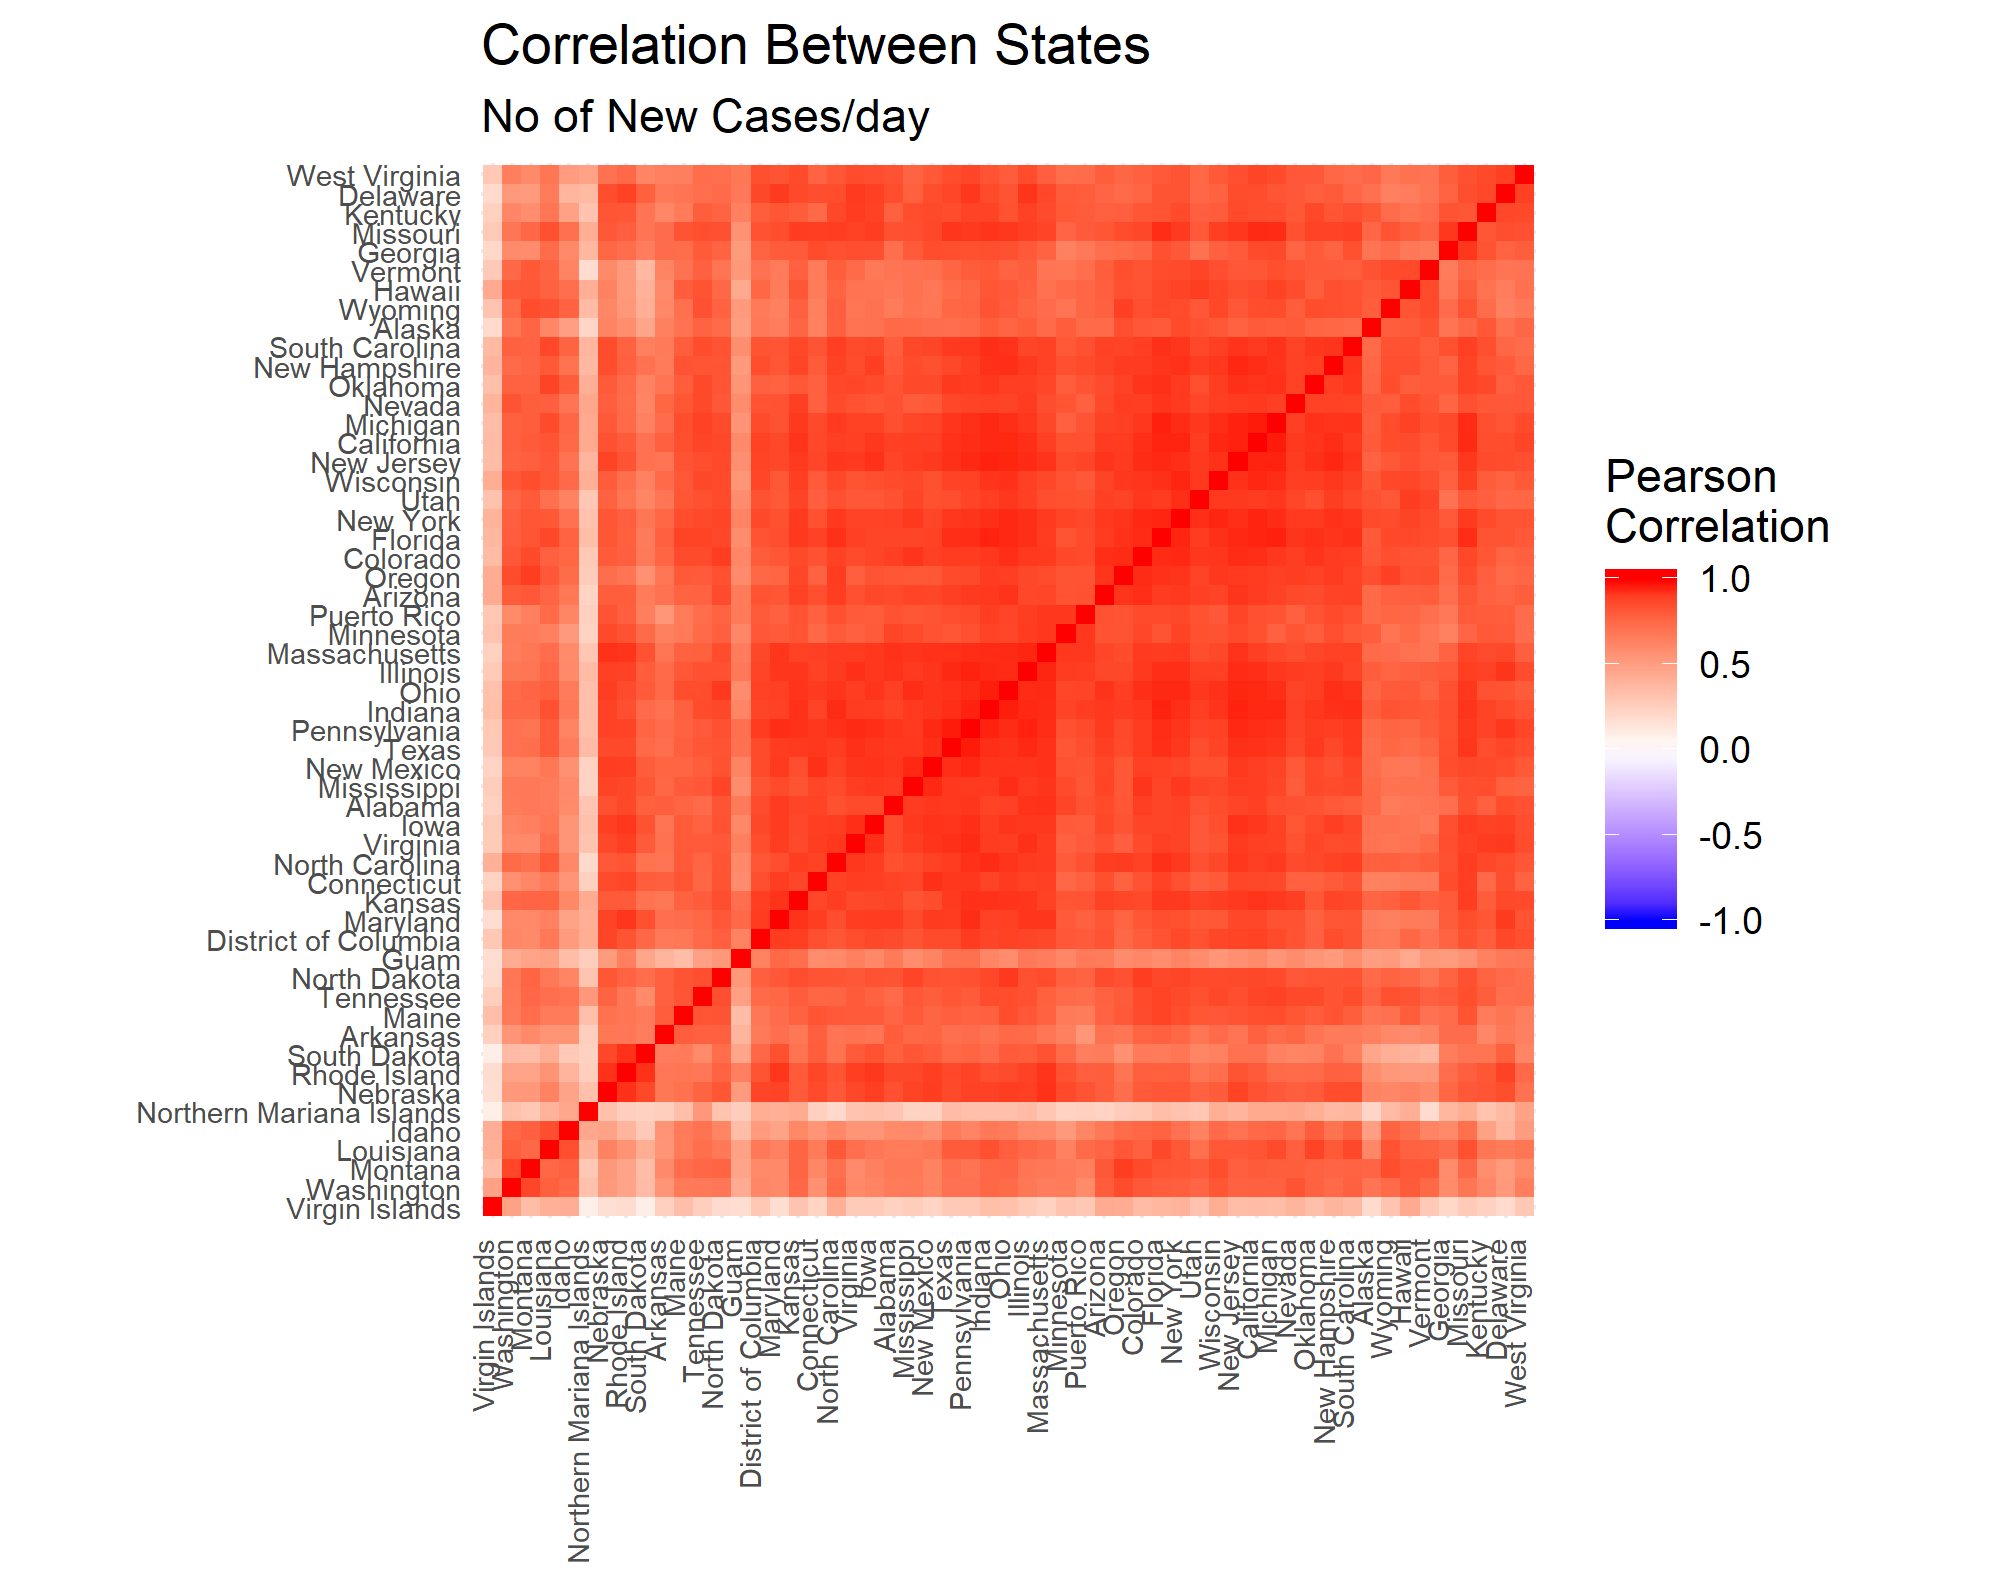 Correlation Between States
No of New Cases/day
West Virginia
Delaware
Kentucky
Missouri
Georgia
Vermont
Hawaii
Wyoming
Alaska
South Carolina
New Hampshire
Oklahoma
Nevada
Michigan
California
New Jersey
Wisconsin
Utah
New York
Florida
Colorado
Oregon
Arizona
Puerto Rico
Minnesota
Massachusetts
Illinois
Ohio
Indiana
Pennsylvania
Texas
New Mexico
Mississippi
Alabama
Iowa
Virginia
North Carolina
Connecticut
Kansas
Maryland
District of Columbia
Guam
North Dakota
Tennessee
Maine
Arkansas
South Dakota
Rhode Island
Nebraska
Northern Mariana Islands
Idaho
Louisiana
Montana
Washington
Virgin Islands
Virgin Islands
Washington
Montana
Louisiana
Idaho
Northern Mariana Islands
Nebraska
Rhode Island
South Dakota
Arkansas
Maine
Tennessee
North Dakota
Guam
District of Columbia
Maryland
Kansas
Connecticut
North Carolina
Virginia
Iowa
Alabama
Mississippi
New Mexico
Texas
Pennsylvania
Indiana
Ohio
Illinois
Massachusetts
Minnesota
Puerto Rico
Arizona
Oregon
Colorado
Florida
New York
Utah
Wisconsin
New Jersey
California
Michigan
Nevada
Oklahoma
New Hampshire
South Carolina
Alaska
Wyoming
Hawaii
Vermont
Georgia
Missouri
Kentucky
Delaware
West Virginia
Pearson
Correlation
1.0
0.5
0.0
-0.5
-1.0